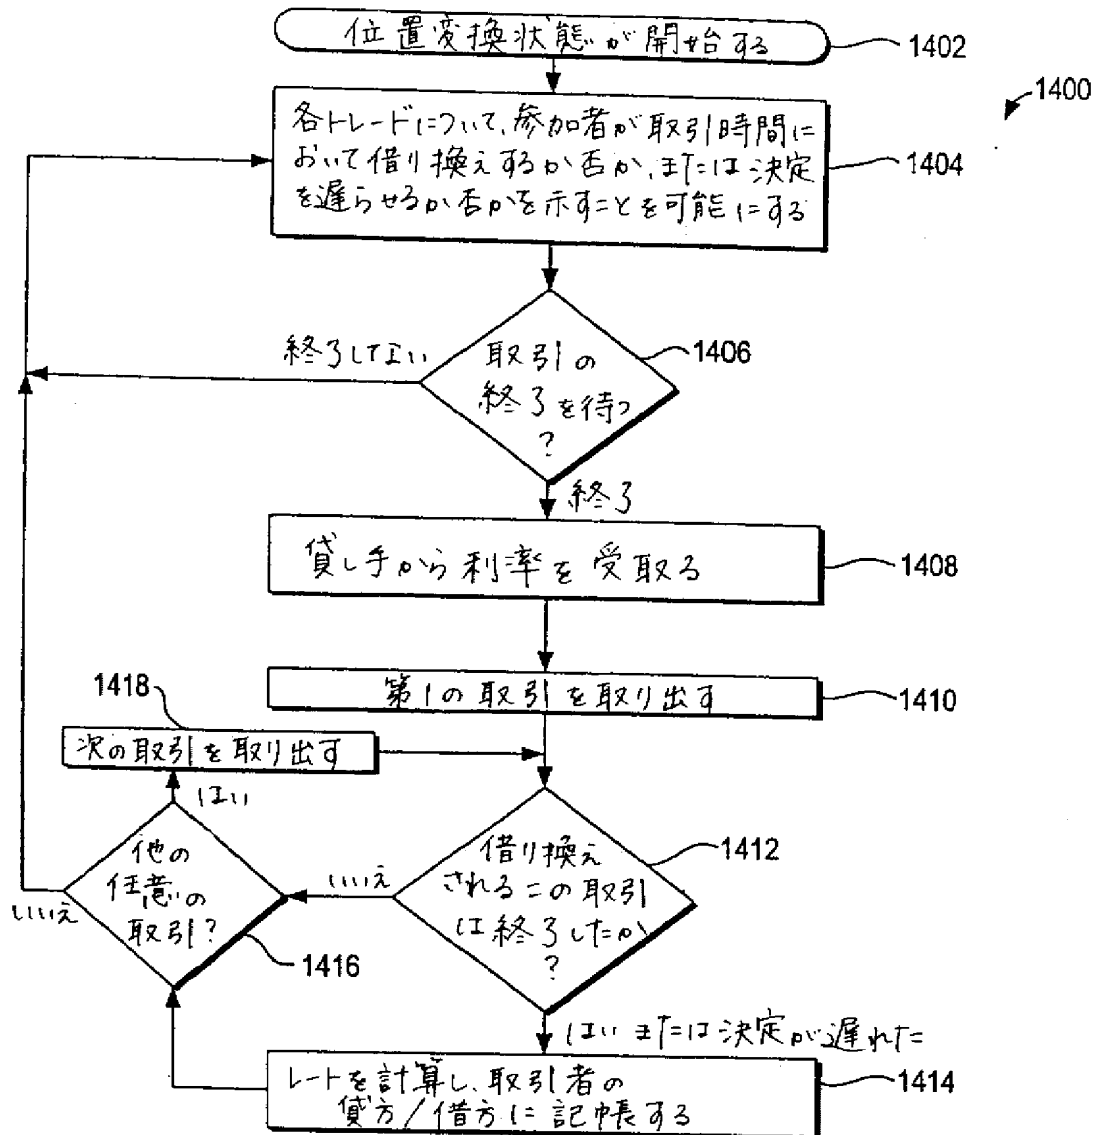 位置変換状態が開始する
1402
1400
各トレードについて、参加者が取引時間に
おいて借り換えするか否か、または決定
を遅らせるか否かを示すことを可能にする
1404
終了してない
取引の
終了を待つ
?
1406
終了
貸し手から利率を受取る
1408
第1の取引を取り出す
1410
1418
次の取引を取り出す
はい
他の
任意の
取引?
いいえ
1416
いいえ
借り換え
されるこの取引
は終了したか
?
1412
はいまたは決定が遅れた
レートを計算し、取引者の
貸方/借方に記帳する
1414